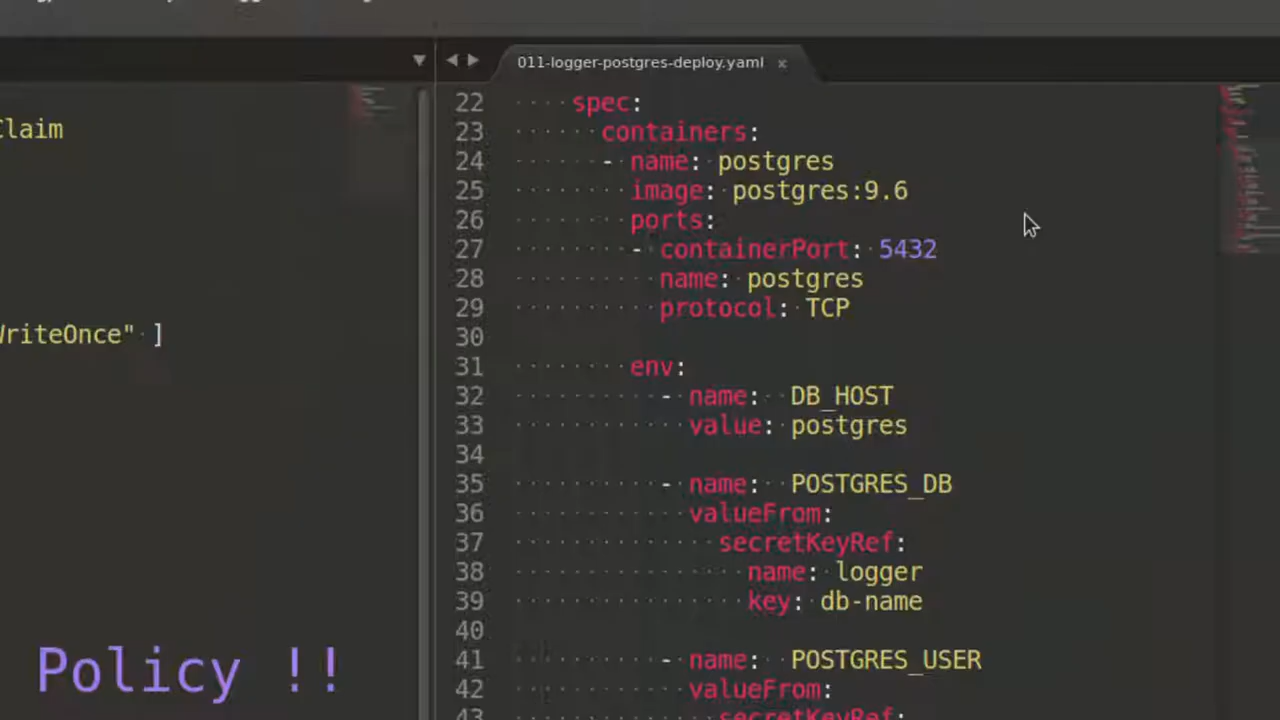 011-logger-postgres-deploy.yaml ×
Claim
WriteOnce" ]
Policy !!
22 spec:
23 containers:
24 - name: postgres
25 image: postgres:9.6
26 ports:
27 - containerPort: 5432
28 name: postgres
29 protocol: TCP
30
31 env:
32 - name: DB_HOST
33 value: postgres
34
35 - name: POSTGRES_DB
36 valueFrom:
37 secretKeyRef:
38 name: logger
39 key: db-name
40
41 - name: POSTGRES_USER
42 valueFrom:
43 secretKeyRef: